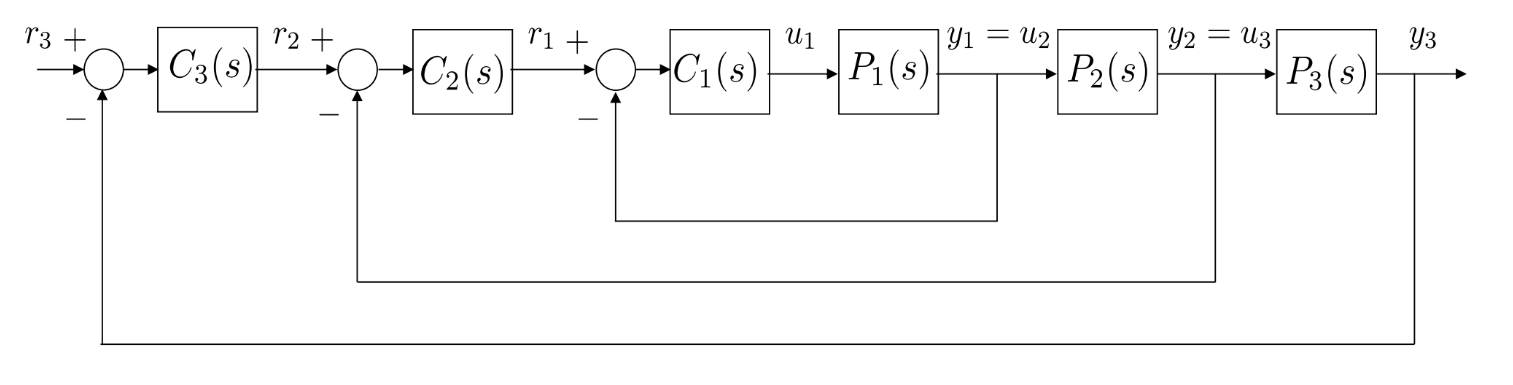 r₃ + C₃(s) r₂ + C₂(s) r₁ + C₁(s) u₁ P₁(s) y₁ = u₂ P₂(s) y₂ = u₃ P₃(s) y₃
− − −